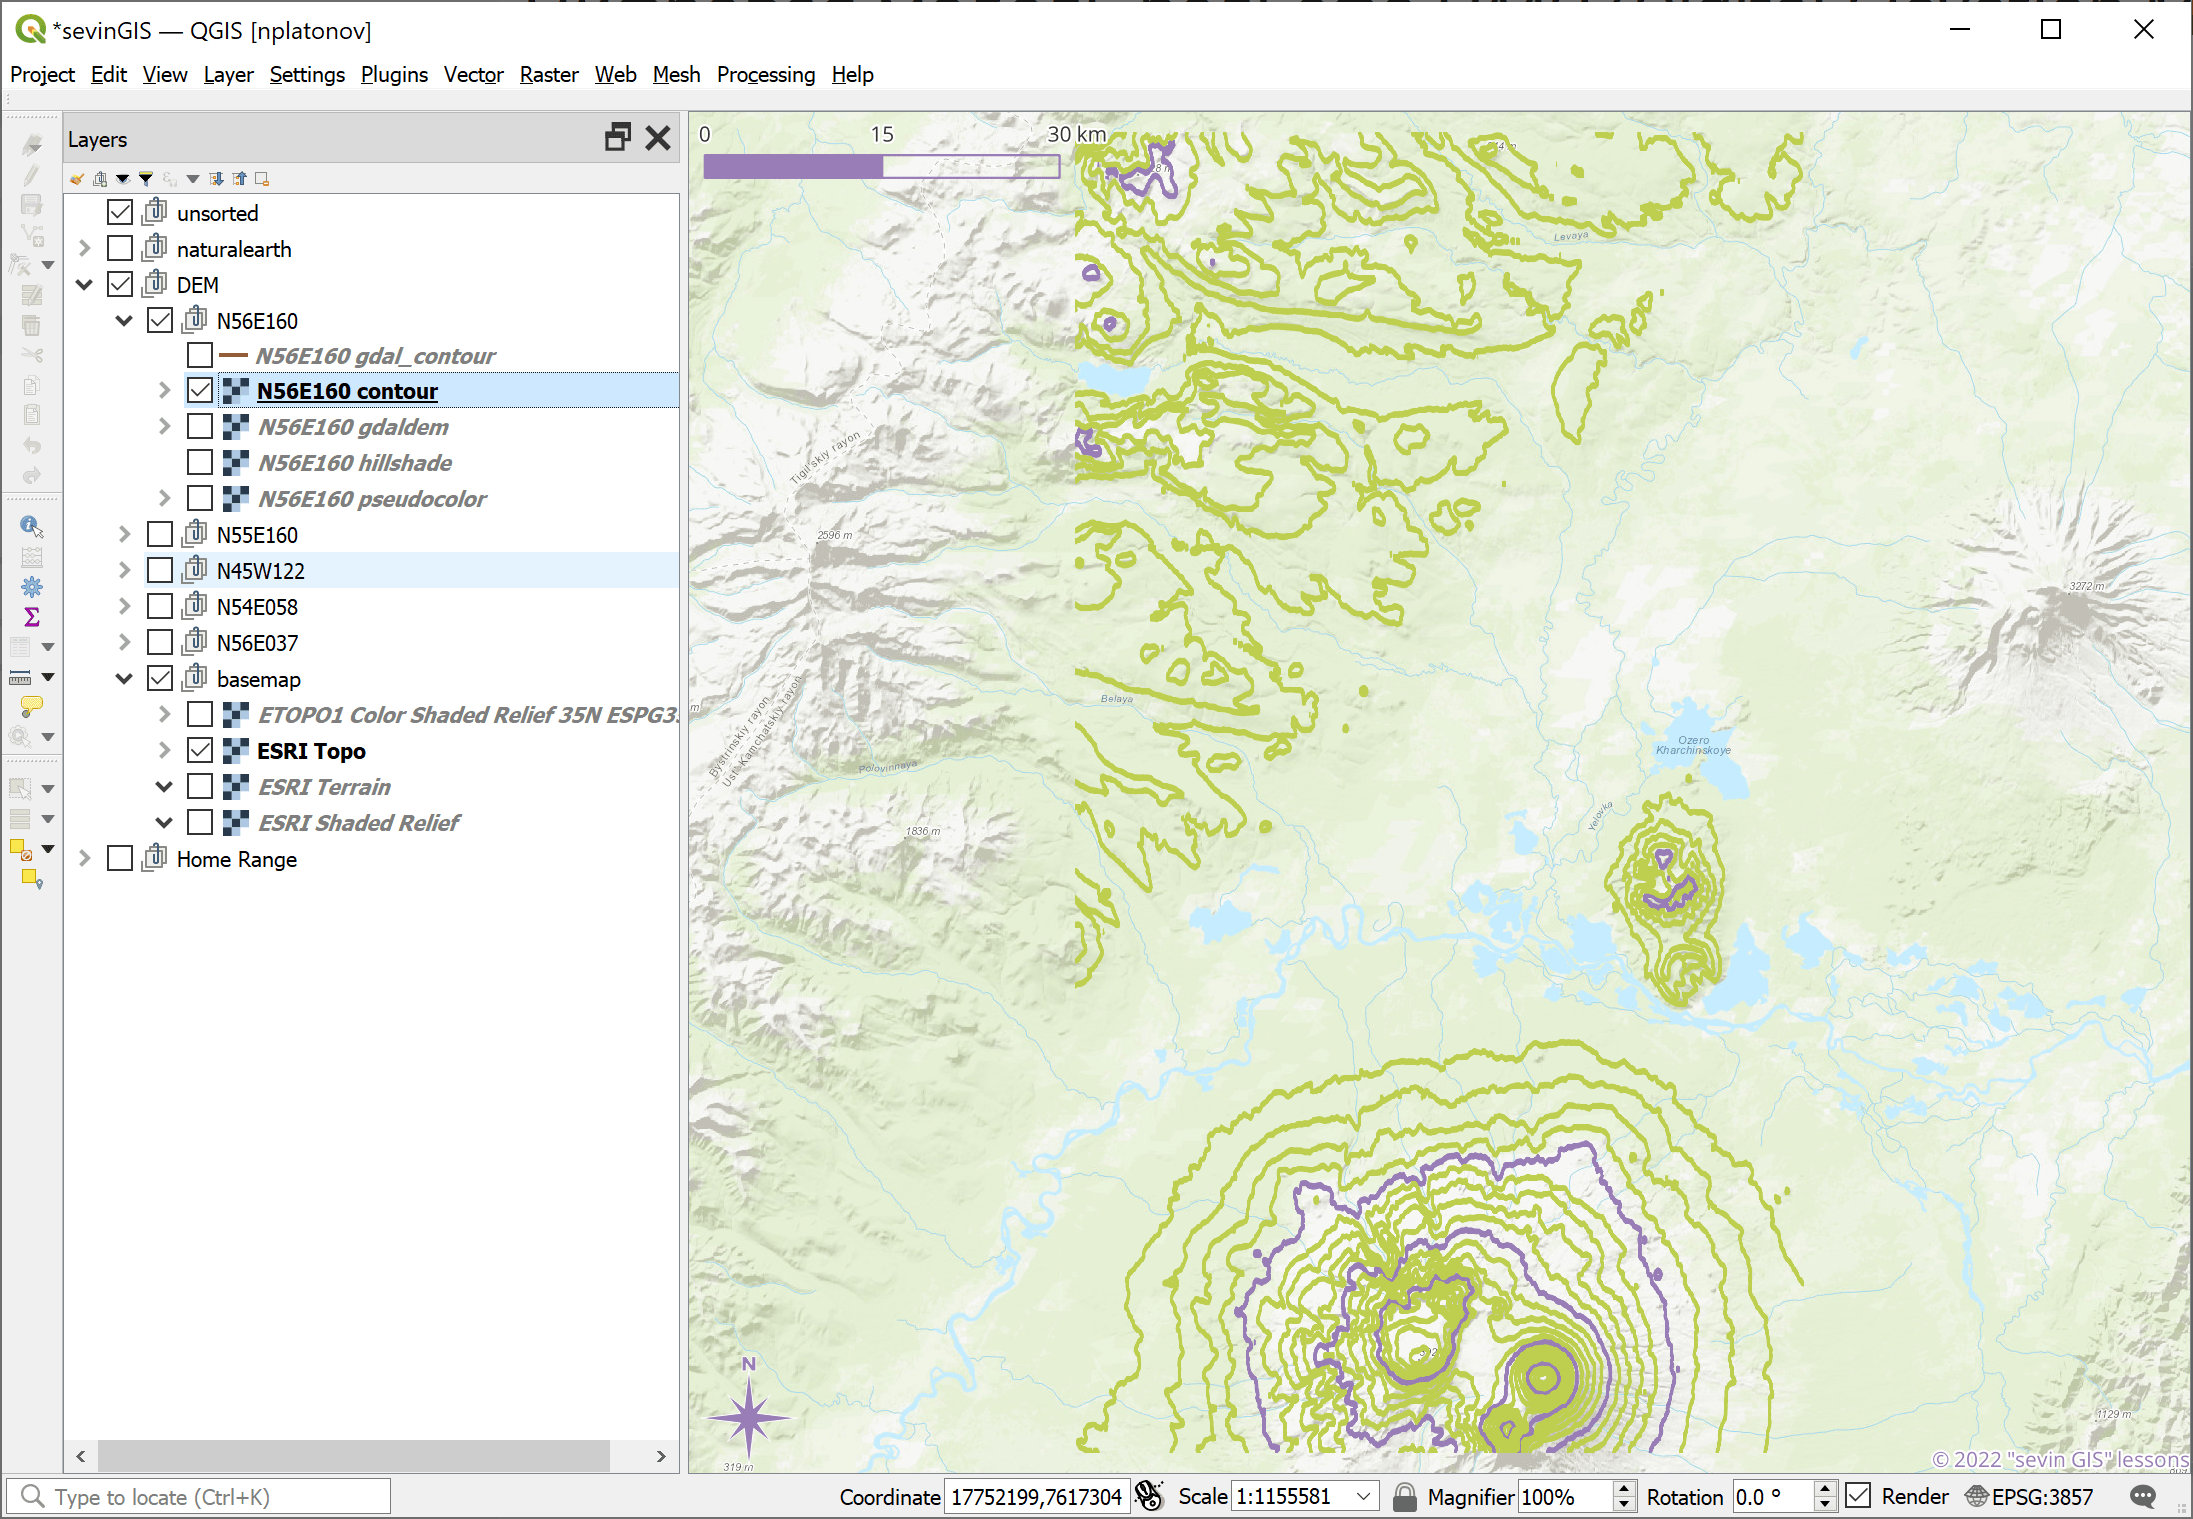 *sevinGIS — QGIS [nplatonov]
Project Edit View Layer Settings Plugins Vector Raster Web Mesh Processing Help
Layers
unsorted
naturalearth
DEM
N56E160
N56E160 gdal_contour
N56E160 contour
N56E160 gdaldem
N56E160 hillshade
N56E160 pseudocolor
N55E160
N45W122
N54E058
N56E037
basemap
ETOPO1 Color Shaded Relief 35N ESPG3
ESRI Topo
ESRI Terrain
ESRI Shaded Relief
Home Range
0 15 30 km
Levaya
Tigil'skiy rayon
2596 m
3272 m
Belaya
m
Bystrinskiy rayon
Ust'-Kamchatskiy rayon
Ozero
Kharchinskoye
Polovinnaya
Yelovka
1836 m
N
1129 m
319 m
© 2022 "sevin GIS" lessons
Type to locate (Ctrl+K)
Coordinate 17752199,7617304 Scale 1:1155581 Magnifier 100% Rotation 0.0 ° Render EPSG:3857